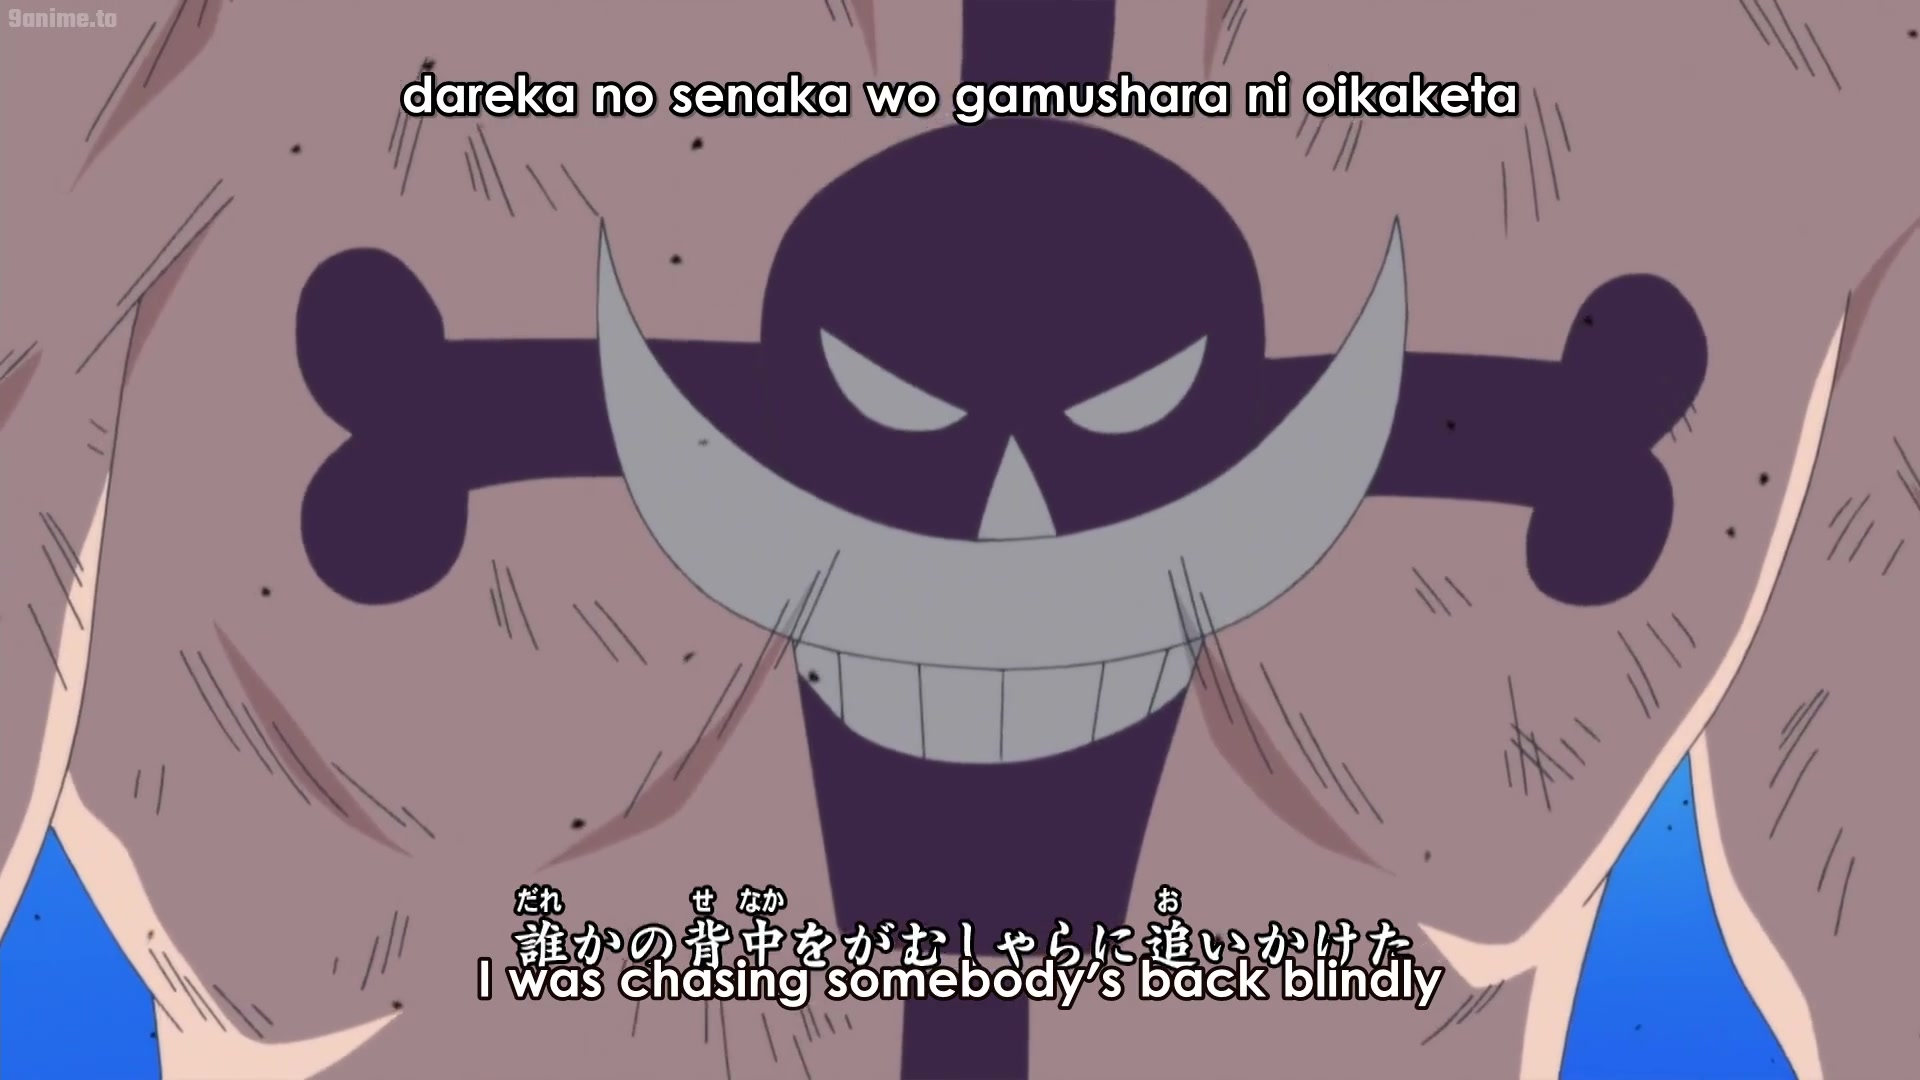 9anime.to
dareka no senaka wo gamushara ni oikaketa
だれ せ なか お
誰かの背中をがむしゃらに追いかけた
I was chasing somebody's back blindly